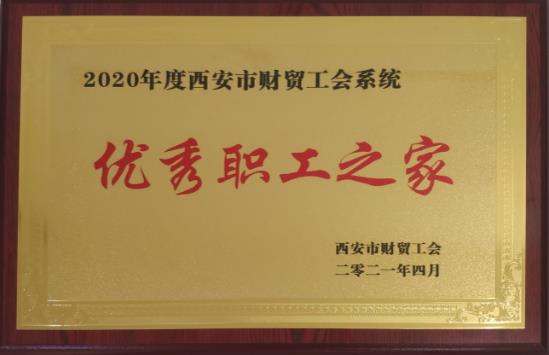 2020年度西安市财贸工会系统
优秀职工之家
西安市财贸工会
二零二一年四月